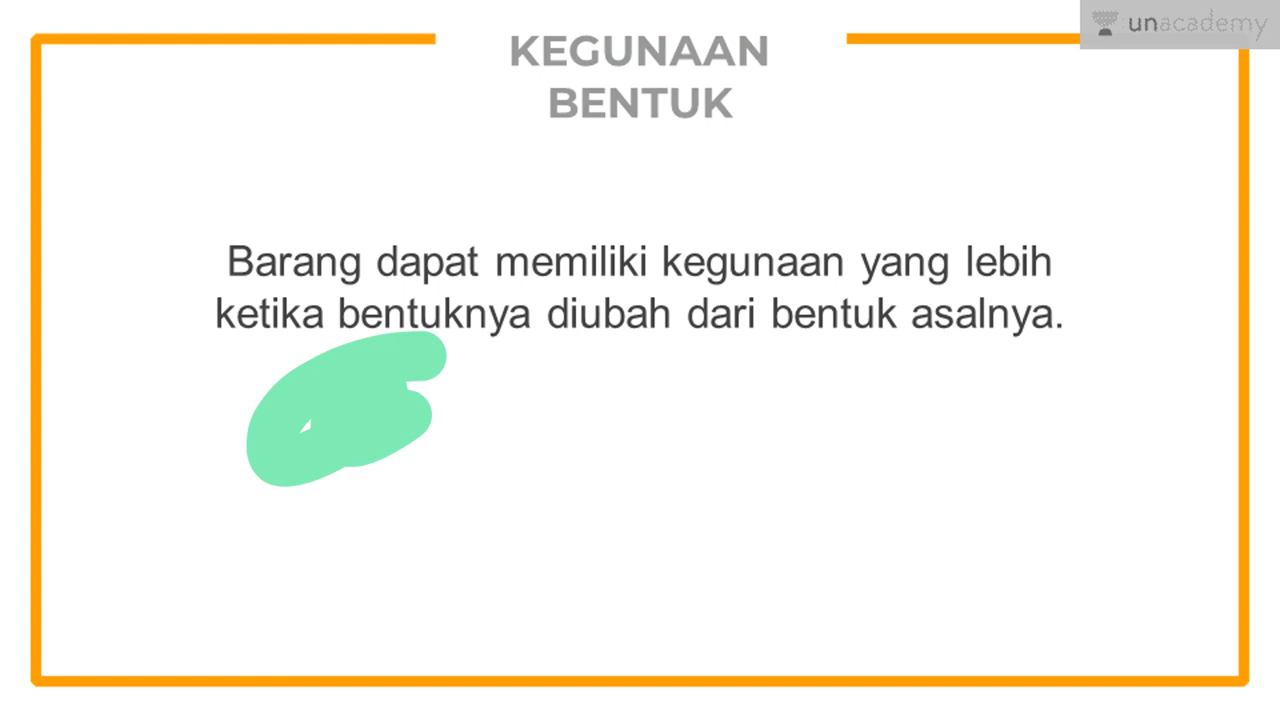 unacademy
KEGUNAAN
BENTUK
Barang dapat memiliki kegunaan yang lebih
ketika bentuknya diubah dari bentuk asalnya.